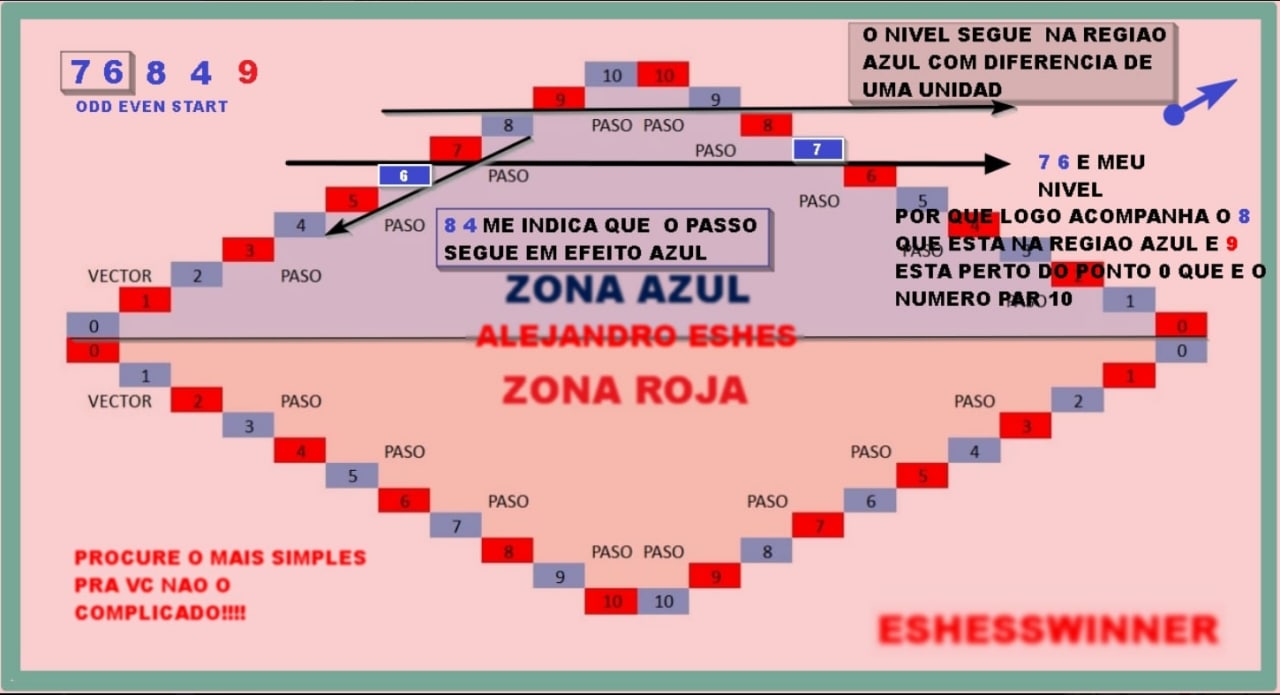 7 6 8 4 9
ODD EVEN START
O NIVEL SEGUE NA REGIAO
AZUL COM DIFERENCIA DE
UMA UNIDAD
10 10
9 9
8 PASO PASO 8
7 PASO 7
6 PASO 6
7 6 E MEU
NIVEL
5 PASO 5
POR QUE LOGO ACOMPANHA O 8
4 PASO 4
8 4 ME INDICA QUE O PASSO
SEGUE EM EFEITO AZUL
QUE ESTA NA REGIAO AZUL E 9
3 PASO 3
ESTA PERTO DO PONTO 0 QUE E O
VECTOR 2 PASO 2
NUMERO PAR 10
1 PASO 1
ZONA AZUL
0 0
ALEJANDRO ESHES
0 0
1 1
ZONA ROJA
VECTOR 2 PASO PASO 2
3 3
4 PASO PASO 4
5 5
6 PASO PASO 6
7 7
8 PASO PASO PASO 8
9 9
10 10
PROCURE O MAIS SIMPLES
PRA VC NAO O
COMPLICADO!!!!
ESHESSWINNER